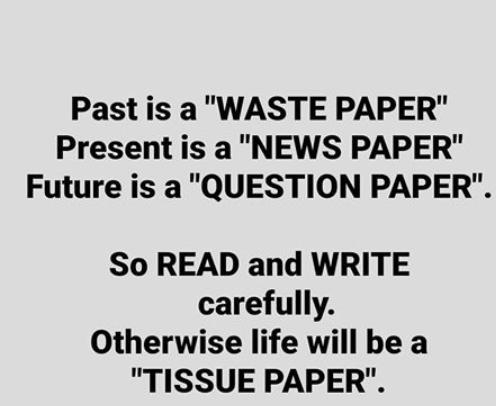 Past is a "WASTE PAPER"
Present is a "NEWS PAPER"
Future is a "QUESTION PAPER".
So READ and WRITE
carefully.
Otherwise life will be a
"TISSUE PAPER".